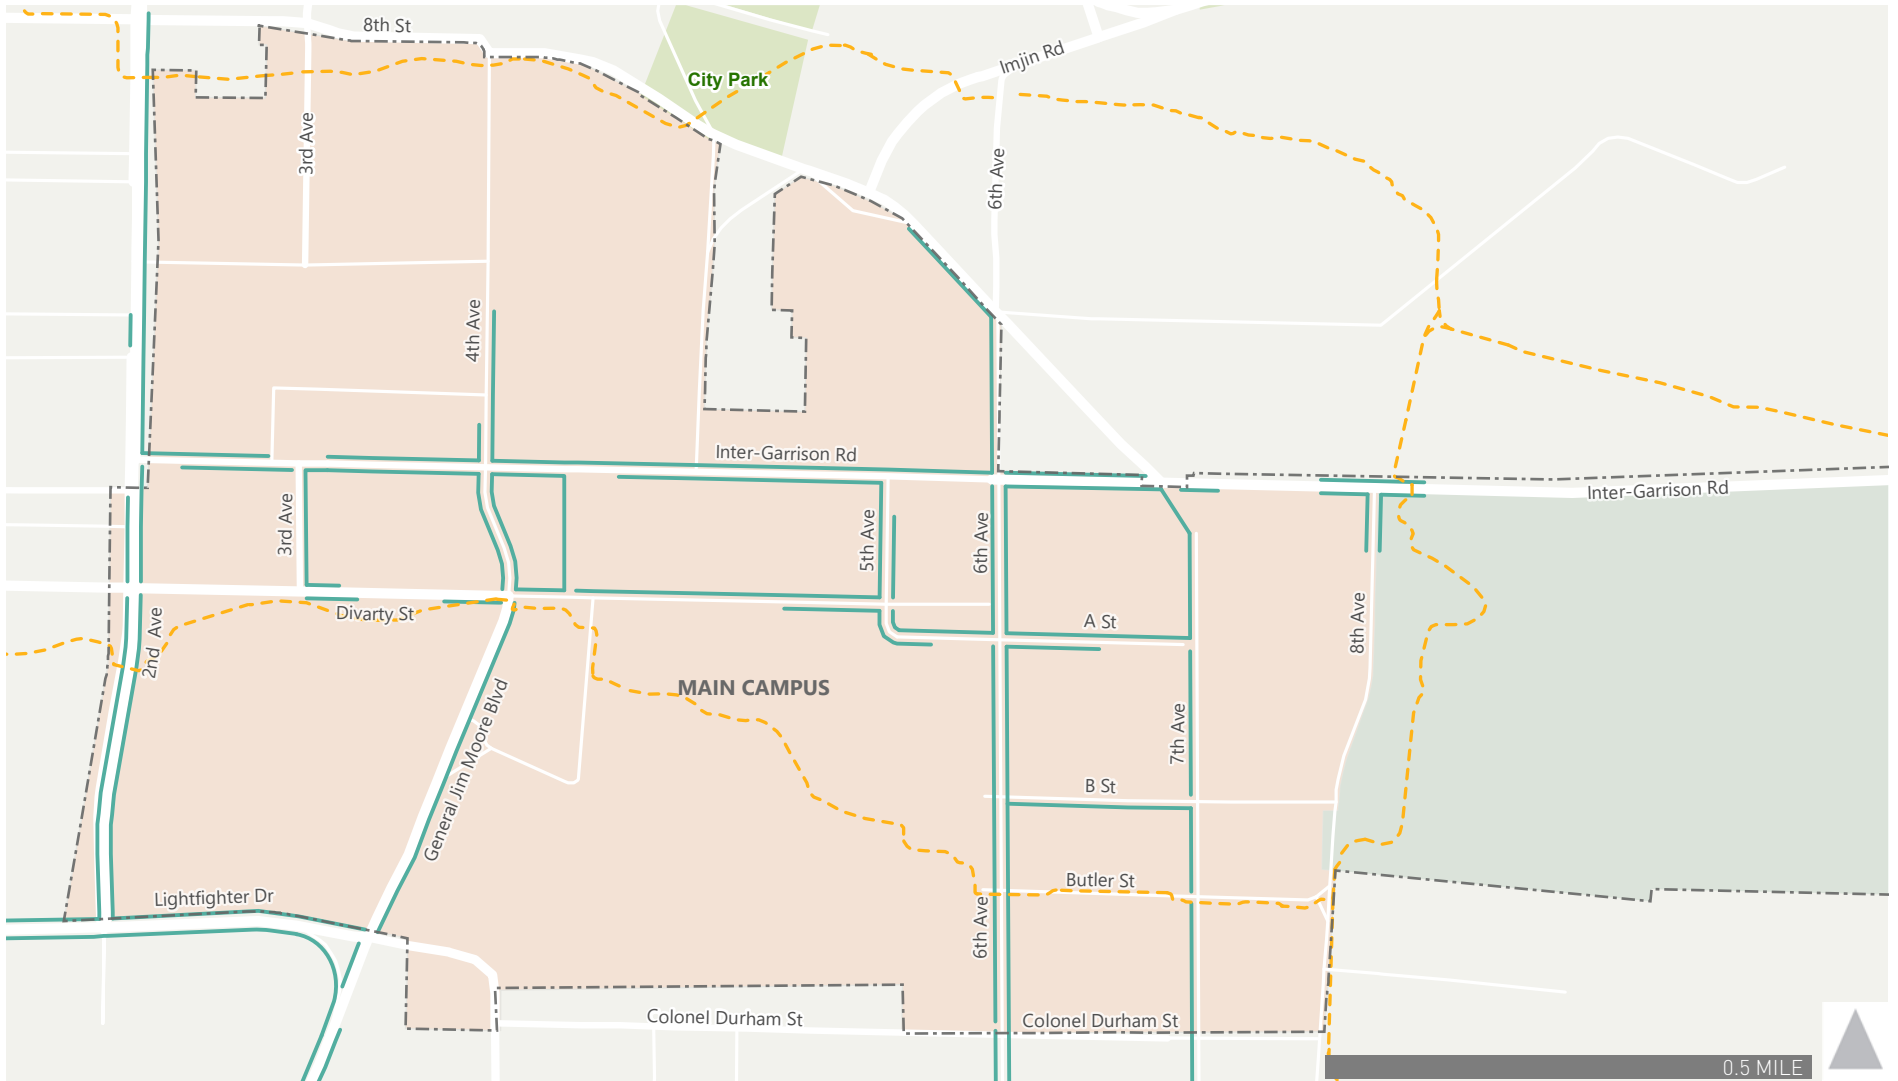 8th St
Imjin Rd
City Park
3rd Ave
6th Ave
4th Ave
Inter-Garrison Rd
Inter-Garrison Rd
3rd Ave
5th Ave
6th Ave
Divarty St
2nd Ave
A St
8th Ave
MAIN CAMPUS
General Jim Moore Blvd
7th Ave
B St
Butler St
Lightfighter Dr
6th Ave
Colonel Durham St
Colonel Durham St
0.5 MILE